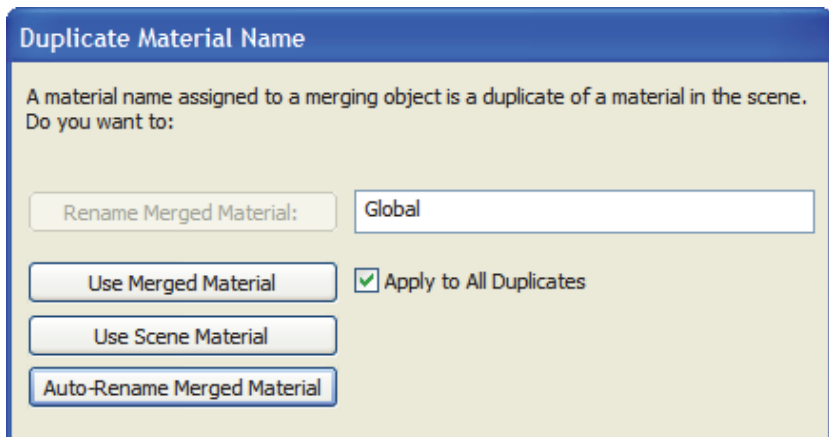 Duplicate Material Name
A material name assigned to a merging object is a duplicate of a material in the scene.
Do you want to:
Rename Merged Material:
Global
Use Merged Material
Apply to All Duplicates
Use Scene Material
Auto-Rename Merged Material